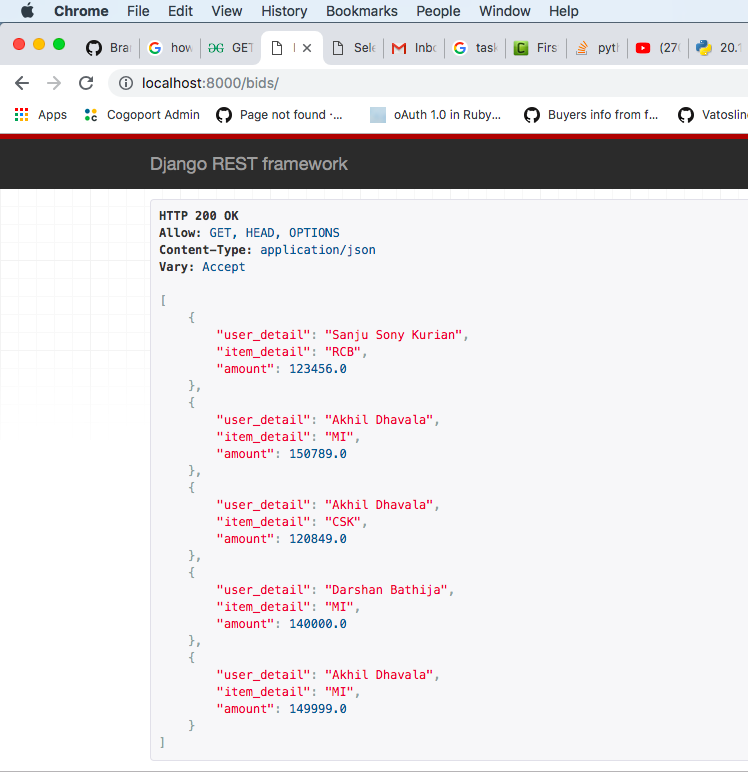 Chrome File Edit View History Bookmarks People Window Help
Bra how GET Sele Inbo task Firs pyth (270 20.1
localhost:8000/bids/
Apps Cogoport Admin Page not found ·... oAuth 1.0 in Ruby... Buyers info from f... Vatoslin
Django REST framework
HTTP 200 OK
Allow: GET, HEAD, OPTIONS
Content-Type: application/json
Vary: Accept
[
{
"user_detail": "Sanju Sony Kurian",
"item_detail": "RCB",
"amount": 123456.0
},
{
"user_detail": "Akhil Dhavala",
"item_detail": "MI",
"amount": 150789.0
},
{
"user_detail": "Akhil Dhavala",
"item_detail": "CSK",
"amount": 120849.0
},
{
"user_detail": "Darshan Bathija",
"item_detail": "MI",
"amount": 140000.0
},
{
"user_detail": "Akhil Dhavala",
"item_detail": "MI",
"amount": 149999.0
}
]